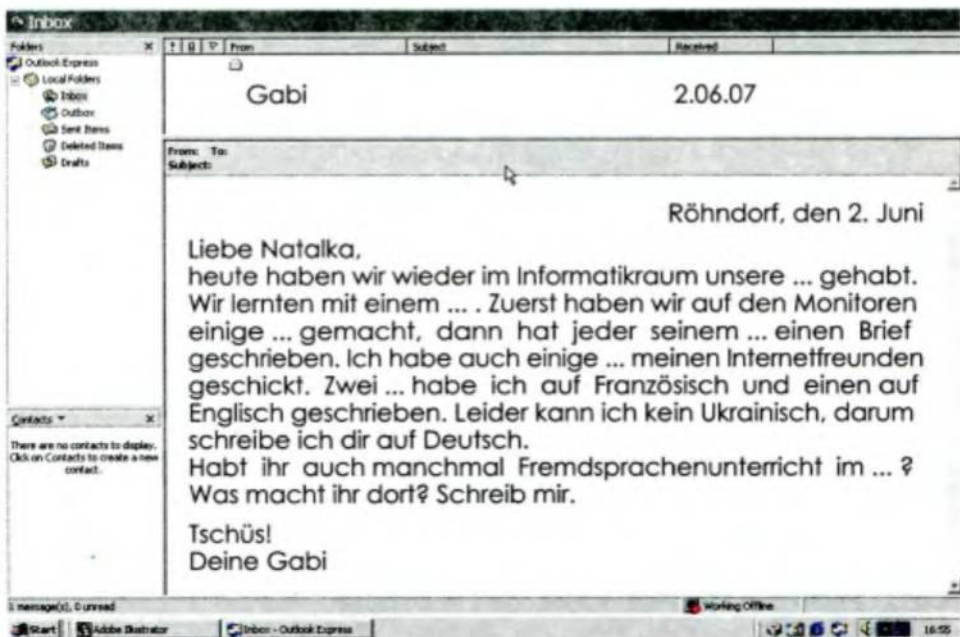 Inbox
Folders
! From Subject Received
Outlook Express
Local Folders
Inbox
Outbox
Sent Items
Deleted Items
Drafts
Gabi 2.06.07
From: To:
Subject:
Röhndorf, den 2. Juni
Liebe Natalka,
heute haben wir wieder im Informatikraum unsere ... gehabt.
Wir lernten mit einem ... . Zuerst haben wir auf den Monitoren
einige ... gemacht, dann hat jeder seinem ... einen Brief
geschrieben. Ich habe auch einige ... meinen Internetfreunden
geschickt. Zwei ... habe ich auf Französisch und einen auf
Englisch geschrieben. Leider kann ich kein Ukrainisch, darum
schreibe ich dir auf Deutsch.
Habt ihr auch manchmal Fremdsprachenunterricht im ... ?
Was macht ihr dort? Schreib mir.
Tschüs!
Deine Gabi
Contacts
There are no contacts to display.
Click on Contacts to create a new
contact.
1 message(s), 0 unread Working Offline
Start Adobe Illustrator Inbox - Outlook Express 16:55